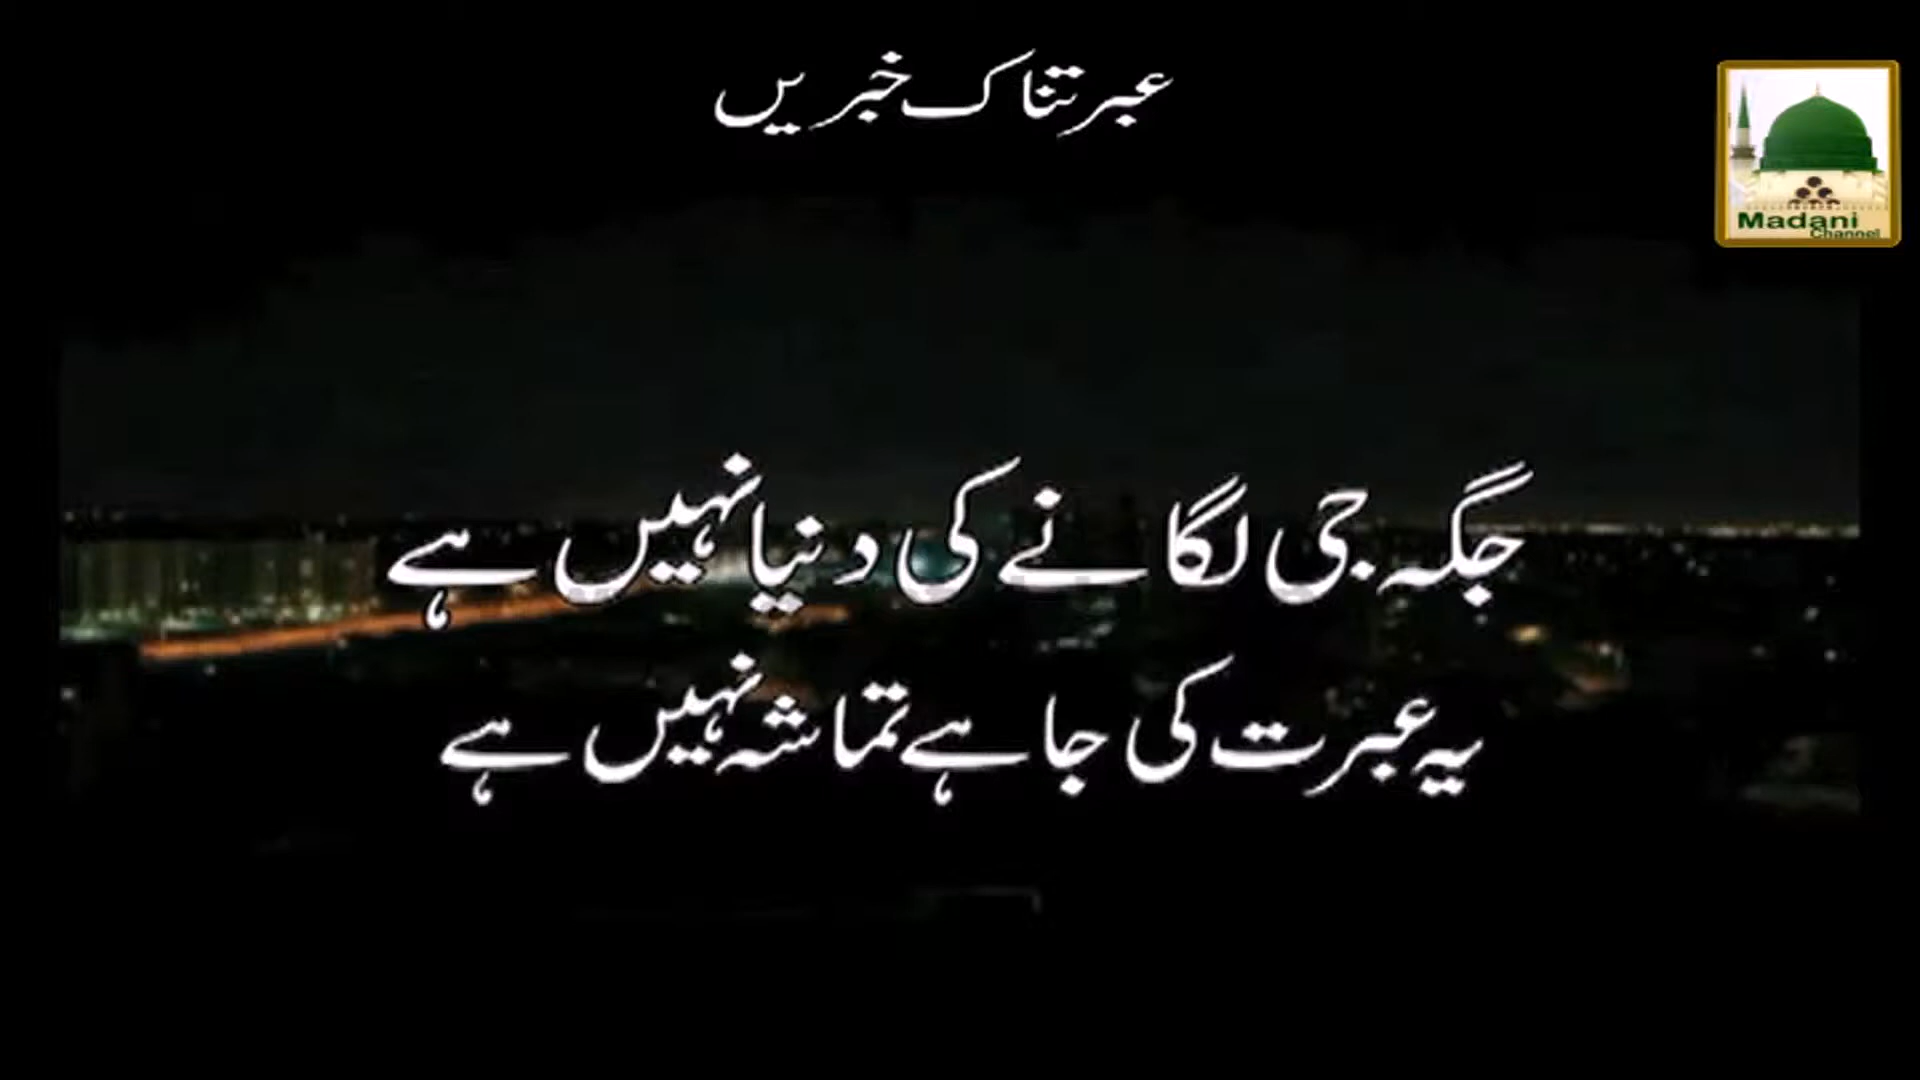 عبرتناک خبریں
Madani
Channel
جگہ جی لگانے کی دنیا نہیں ہے
یہ عبرت کی جا ہے تماشہ نہیں ہے